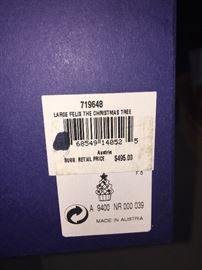 719648
LARGE FELIX THE CHRISTMAS TREE
68549 14052 5
Austria
SUGG. RETAIL PRICE $495.00
A 9400 NR 000 039
MADE IN AUSTRIA